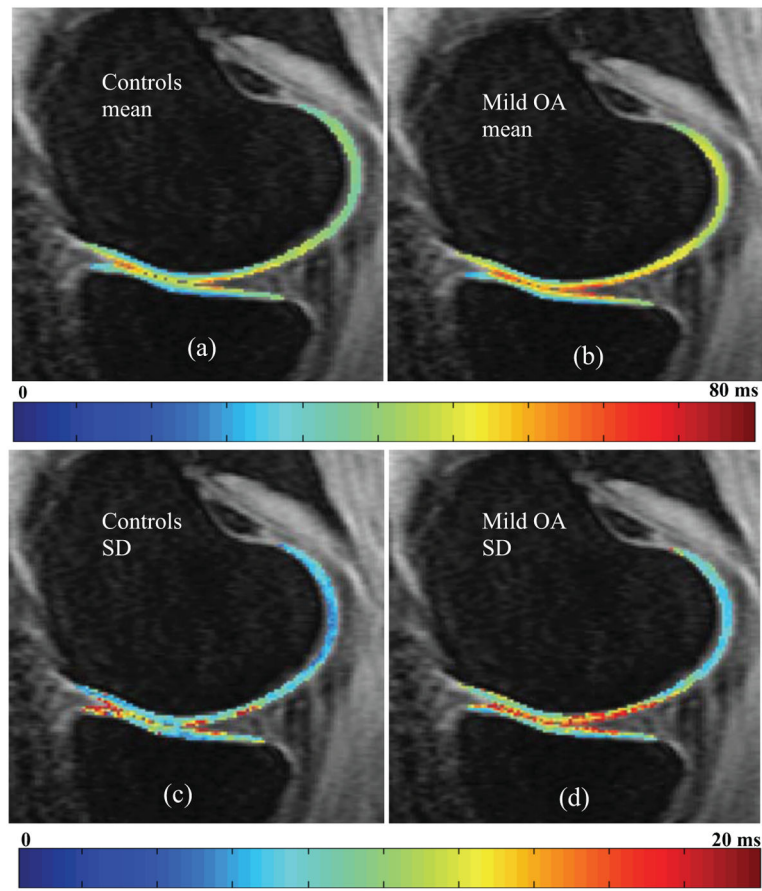 Controls
mean
Mild OA
mean
(a)
(b)
0
80 ms
Controls
SD
Mild OA
SD
(c)
(d)
0
20 ms